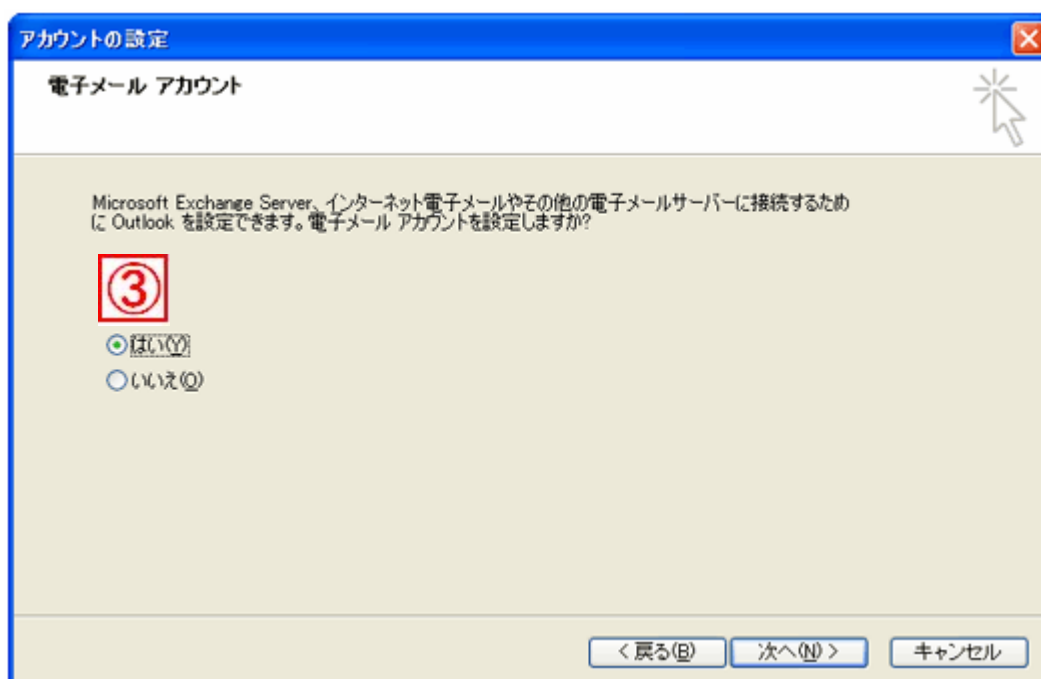 アカウントの設定
電子メール アカウント
Microsoft Exchange Server、インターネット電子メールやその他の電子メールサーバーに接続するため
に Outlook を設定できます。電子メール アカウントを設定しますか?
③
はい(Y)
いいえ(O)
< 戻る(B) 次へ(N) > キャンセル